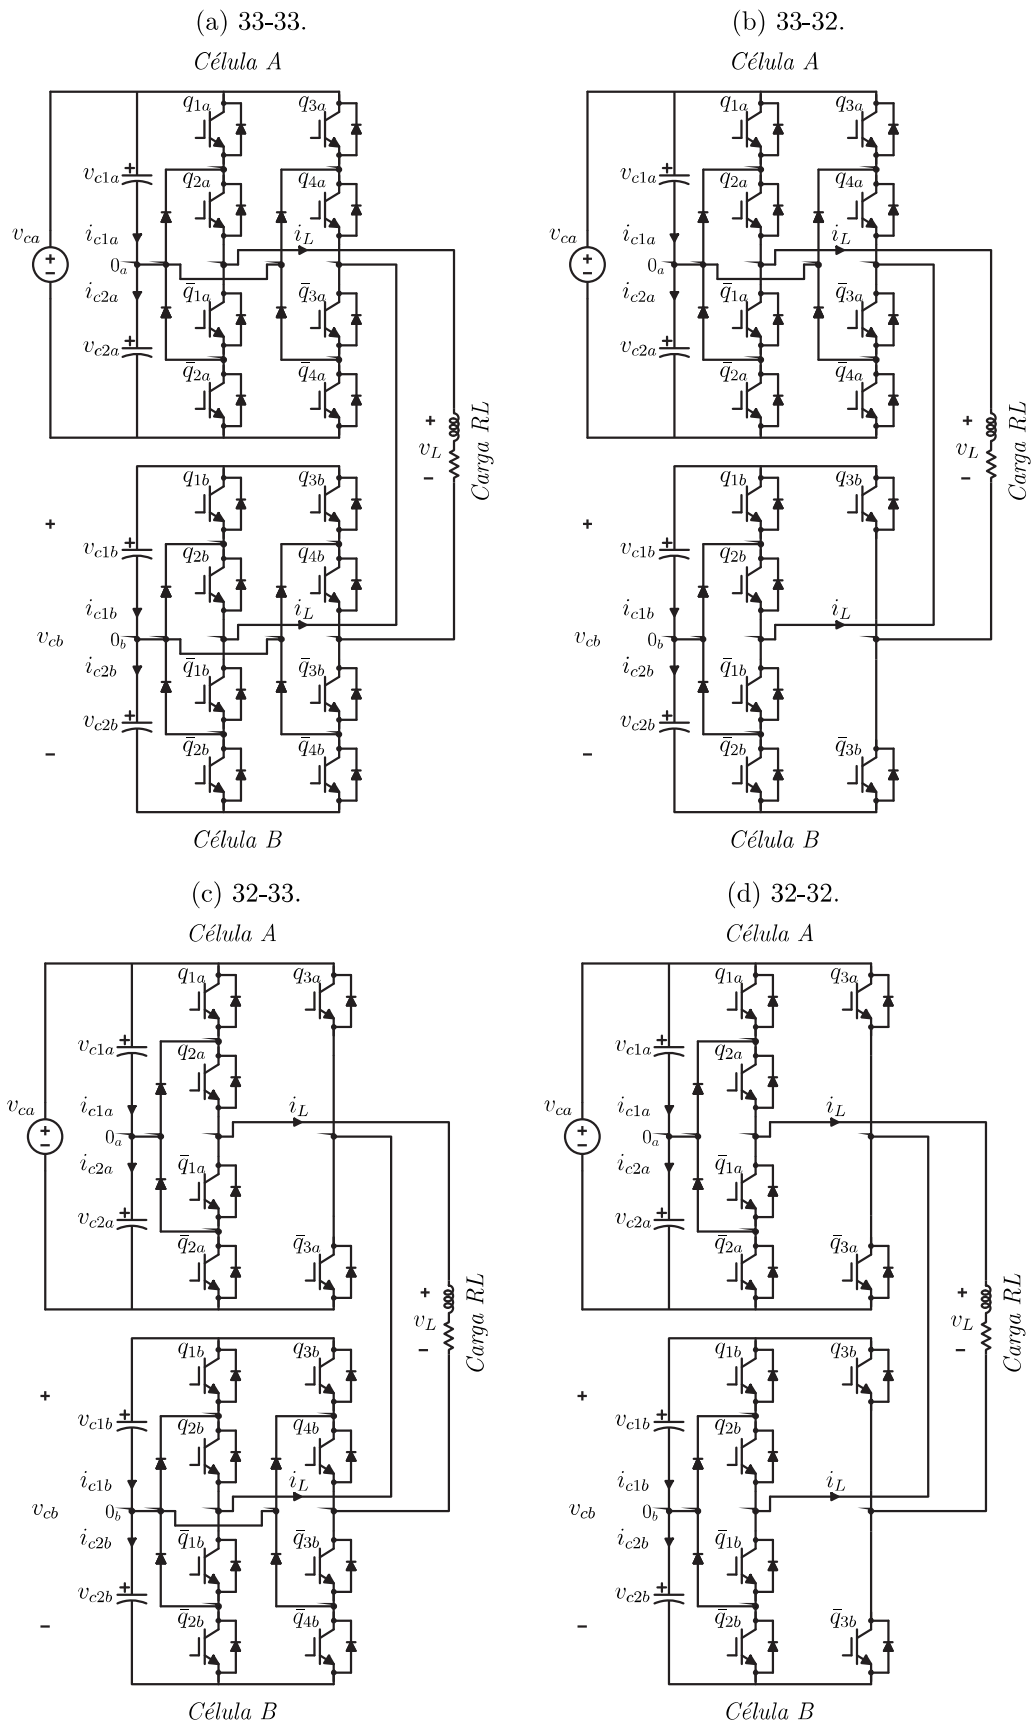 (a) 33-33.
Célula A
q1a
q3a
vc1a
q2a
q4a
vca
ic1a
iL
0a
ic2a
q̄1a
q̄3a
vc2a
q̄2a
q̄4a
vL
Carga RL
q1b
q3b
vc1b
q2b
q4b
ic1b
iL
vcb
0b
ic2b
q̄1b
q̄3b
vc2b
q̄2b
q̄4b
Célula B
(b) 33-32.
Célula A
q1a
q3a
vc1a
q2a
q4a
vca
ic1a
iL
0a
ic2a
q̄1a
q̄3a
vc2a
q̄2a
q̄4a
vL
Carga RL
q1b
q3b
vc1b
q2b
ic1b
iL
vcb
0b
ic2b
q̄1b
vc2b
q̄2b
q̄3b
Célula B
(c) 32-33.
Célula A
q1a
q3a
vc1a
q2a
vca
ic1a
iL
0a
ic2a
q̄1a
vc2a
q̄2a
q̄3a
vL
Carga RL
q1b
q3b
vc1b
q2b
q4b
ic1b
iL
vcb
0b
ic2b
q̄1b
q̄3b
vc2b
q̄2b
q̄4b
Célula B
(d) 32-32.
Célula A
q1a
q3a
vc1a
q2a
vca
ic1a
iL
0a
ic2a
q̄1a
vc2a
q̄2a
q̄3a
vL
Carga RL
q1b
q3b
vc1b
q2b
ic1b
iL
vcb
0b
ic2b
q̄1b
vc2b
q̄2b
q̄3b
Célula B